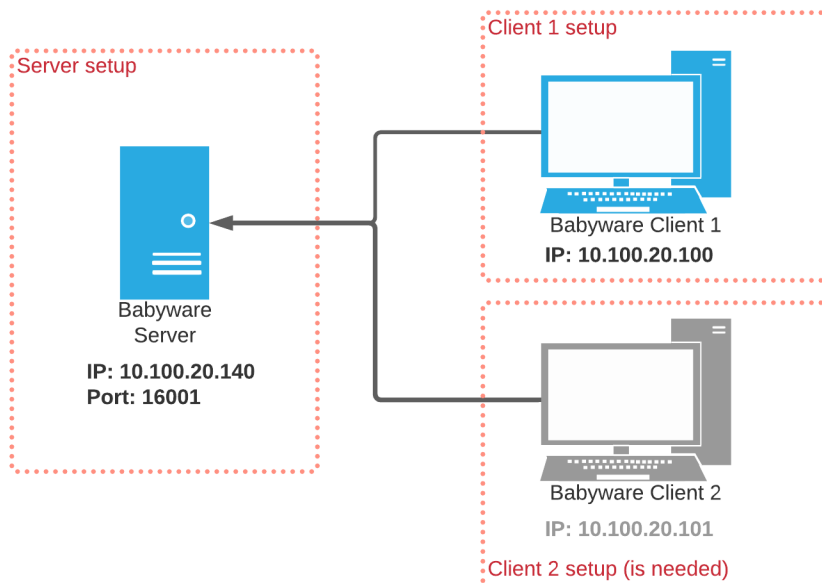 Server setup
Babyware
Server
IP: 10.100.20.140
Port: 16001
Client 1 setup
Babyware Client 1
IP: 10.100.20.100
Babyware Client 2
IP: 10.100.20.101
Client 2 setup (is needed)